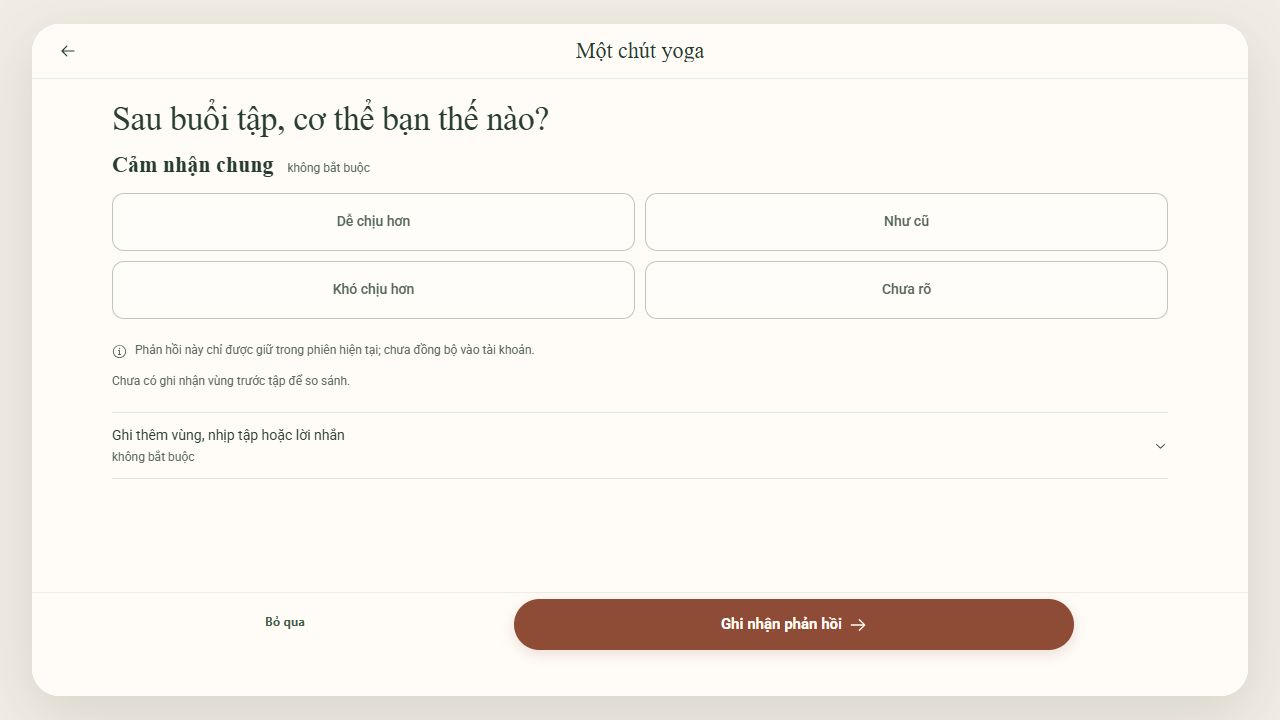 Một chút yoga
Sau buổi tập, cơ thể bạn thế nào?
Cảm nhận chung không bắt buộc
Dễ chịu hơn
Như cũ
Khó chịu hơn
Chưa rõ
Phản hồi này chỉ được giữ trong phiên hiện tại; chưa đồng bộ vào tài khoản.
Chưa có ghi nhận vùng trước tập để so sánh.
Ghi thêm vùng, nhịp tập hoặc lời nhắn
không bắt buộc
Bỏ qua
Ghi nhận phản hồi